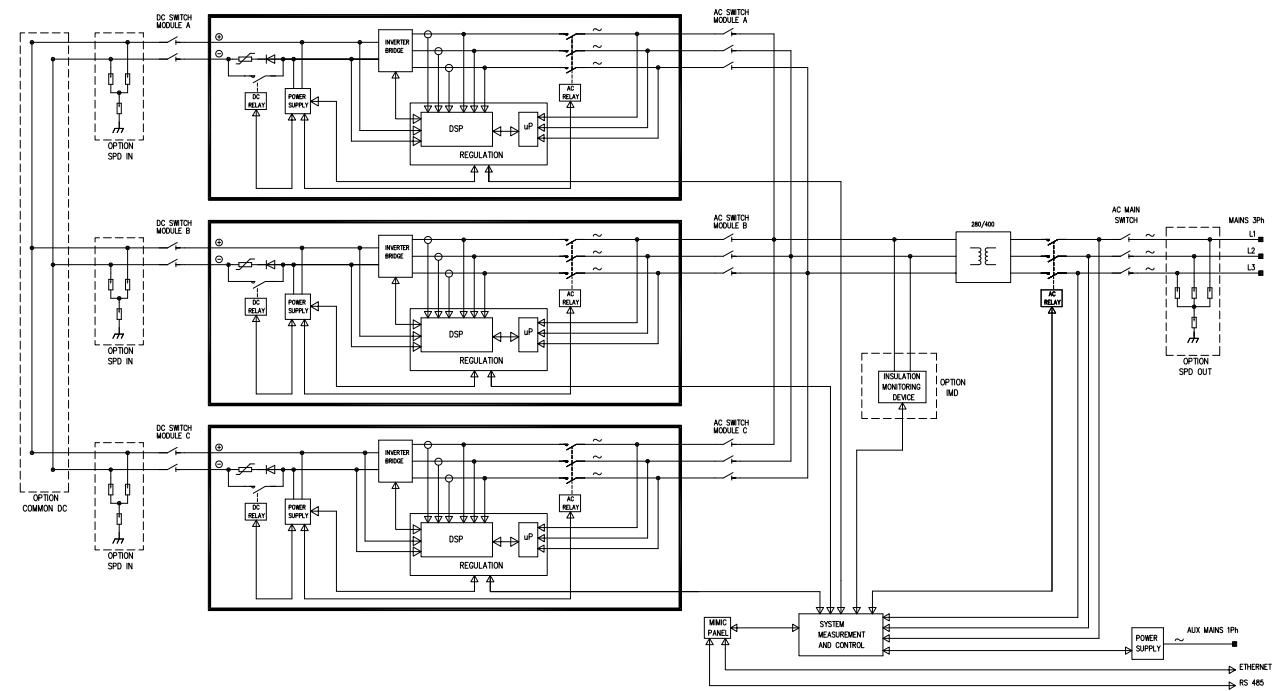 DC SWITCH
MODULE A
AC SWITCH
MODULE A
⊕
⊖
INVERTER
BRIDGE
~
~
~
DC
RELAY
POWER
SUPPLY
AC
RELAY
DSP
uP
REGULATION
OPTION
SPD IN
DC SWITCH
MODULE B
AC SWITCH
MODULE B
⊕
⊖
INVERTER
BRIDGE
~
~
~
DC
RELAY
POWER
SUPPLY
AC
RELAY
DSP
uP
REGULATION
OPTION
SPD IN
280/400
AC MAIN
SWITCH
MAINS 3Ph
L1
L2
L3
~
~
~
AC
RELAY
OPTION
SPD OUT
INSULATION
MONITORING
DEVICE
OPTION
IMD
DC SWITCH
MODULE C
AC SWITCH
MODULE C
⊕
⊖
INVERTER
BRIDGE
~
~
~
DC
RELAY
POWER
SUPPLY
AC
RELAY
DSP
uP
REGULATION
OPTION
COMMON DC
OPTION
SPD IN
MIMIC
PANEL
SYSTEM
MEASUREMENT
AND CONTROL
POWER
SUPPLY
~
AUX MAINS 1Ph
ETHERNET
RS 485